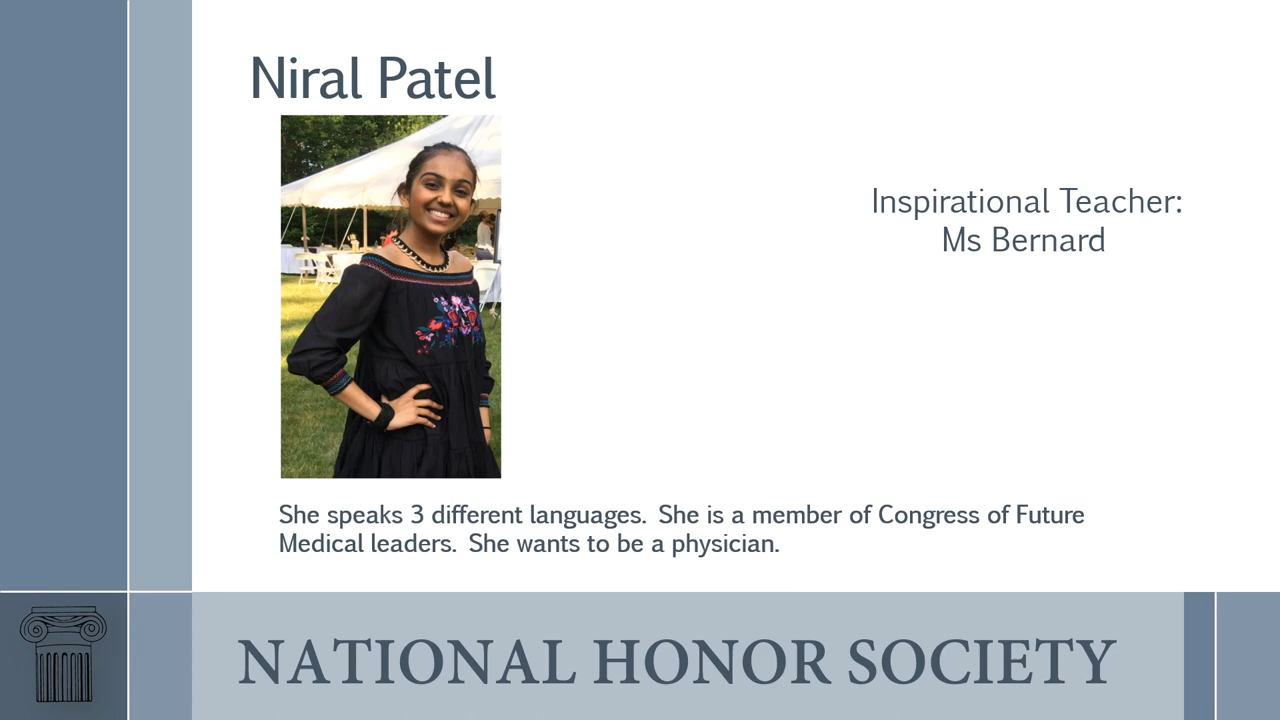 Niral Patel
Inspirational Teacher:
Ms Bernard
She speaks 3 different languages. She is a member of Congress of Future
Medical leaders. She wants to be a physician.
NATIONAL HONOR SOCIETY